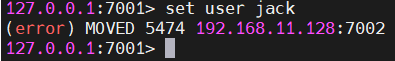 127.0.0.1:7001> set user jack
(error) MOVED 5474 192.168.11.128:7002
127.0.0.1:7001>